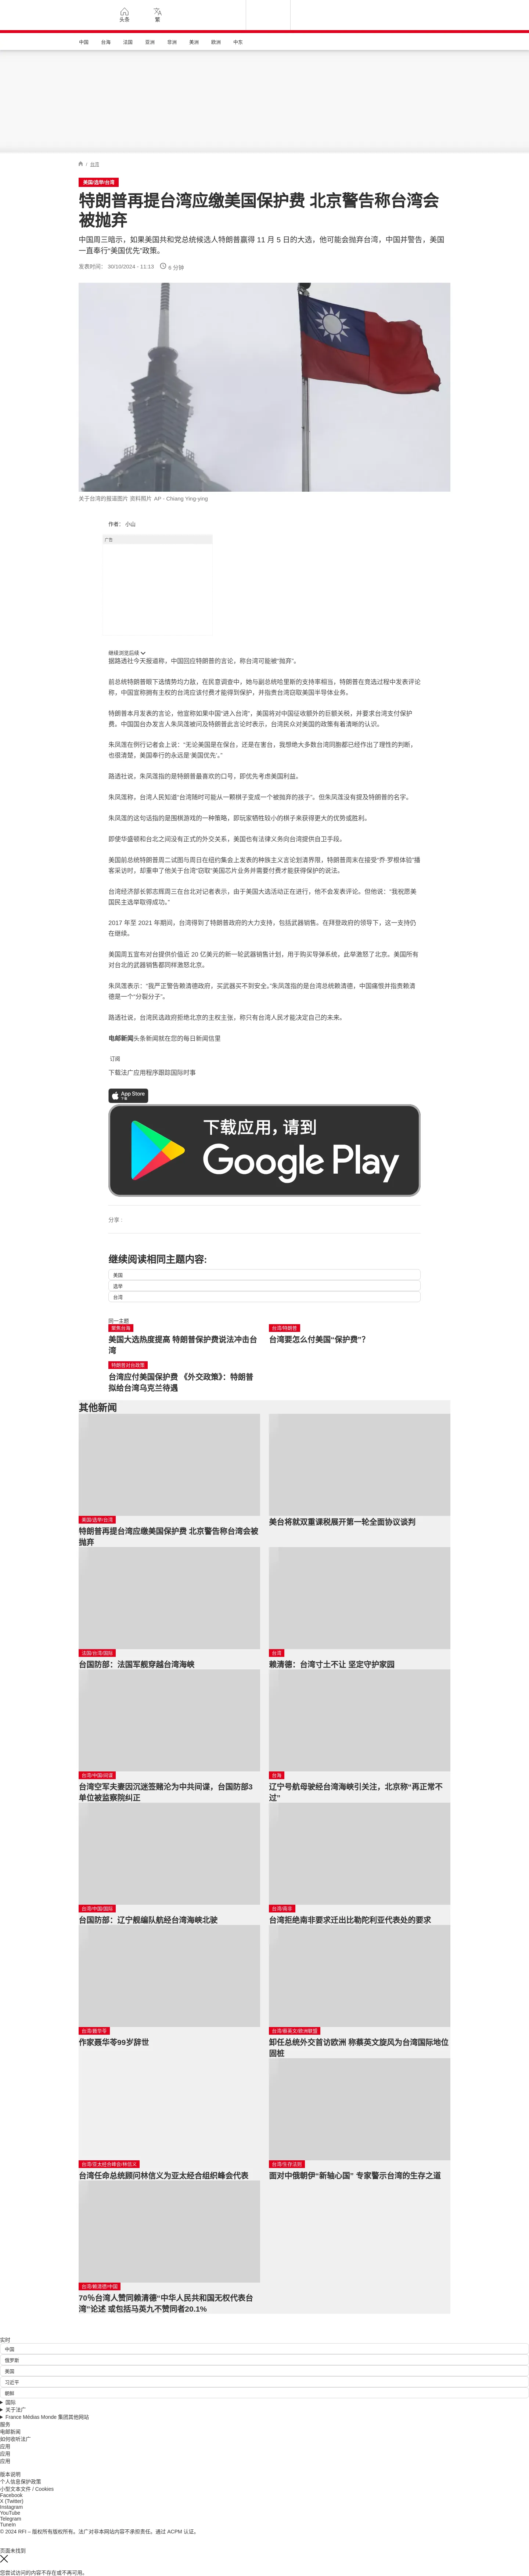 头条
繁
中国
台海
法国
亚洲
非洲
美洲
欧洲
中东
/ 台湾
美国/选举/台湾
特朗普再提台湾应缴美国保护费 北京警告称台湾会
被抛弃
中国周三暗示，如果美国共和党总统候选人特朗普赢得 11 月 5 日的大选，他可能会抛弃台湾，中国并警告，美国
一直奉行“美国优先”政策。
发表时间： 30/10/2024 - 11:13 6 分钟
关于台湾的报道图片 资料照片 AP - Chiang Ying-ying
作者： 小山
广告
继续浏览后续
据路透社今天报道称，中国回应特朗普的言论，称台湾可能被“抛弃”。
前总统特朗普眼下选情势均力敌，在民意调查中，她与副总统哈里斯的支持率相当，特朗普在竞选过程中发表评论
称，中国宣称拥有主权的台湾应该付费才能得到保护，并指责台湾窃取美国半导体业务。
特朗普本月发表的言论，他宣称如果中国“进入台湾”，美国将对中国征收额外的巨额关税，并要求台湾支付保护
费。中国国台办发言人朱凤莲被问及特朗普此言论时表示，台湾民众对美国的政策有着清晰的认识。
朱凤莲在例行记者会上说：“无论美国是在保台，还是在害台，我想绝大多数台湾同胞都已经作出了理性的判断，
也很清楚，美国奉行的永远是‘美国优先’。”
路透社说，朱凤莲指的是特朗普最喜欢的口号，即优先考虑美国利益。
朱凤莲称，台湾人民知道“台湾随时可能从一颗棋子变成一个被抛弃的孩子”。但朱凤莲没有提及特朗普的名字。
朱凤莲的这句话指的是围棋游戏的一种策略，即玩家牺牲较小的棋子来获得更大的优势或胜利。
即使华盛顿和台北之间没有正式的外交关系，美国也有法律义务向台湾提供自卫手段。
美国前总统特朗普周二试图与周日在纽约集会上发表的种族主义言论划清界限，特朗普周末在接受“乔·罗根体验”播
客采访时，却重申了他关于台湾“窃取”美国芯片业务并需要付费才能获得保护的说法。
台湾经济部长郭志辉周三在台北对记者表示，由于美国大选活动正在进行，他不会发表评论。但他说：“我祝愿美
国民主选举取得成功。”
2017 年至 2021 年期间，台湾得到了特朗普政府的大力支持，包括武器销售。在拜登政府的领导下，这一支持仍
在继续。
美国周五宣布对台提供价值近 20 亿美元的新一轮武器销售计划，用于购买导弹系统，此举激怒了北京。美国所有
对台北的武器销售都同样激怒北京。
朱凤莲表示：“我严正警告赖清德政府，买武器买不到安全。”朱凤莲指的是台湾总统赖清德，中国痛恨并指责赖清
德是一个“分裂分子”。
路透社说，台湾民选政府拒绝北京的主权主张，称只有台湾人民才能决定自己的未来。
电邮新闻头条新闻就在您的每日新闻信里
订阅
下载法广应用程序跟踪国际时事
App Store
下载应用，请到
Google Play
分享 :
继续阅读相同主题内容:
美国
选举
台湾
同一主题
聚焦台海
美国大选热度提高 特朗普保护费说法冲击台
湾
台湾/特朗普
台湾要怎么付美国“保护费”？
特朗普对台政策
台湾应付美国保护费 《外交政策》：特朗普
拟给台湾乌克兰待遇
其他新闻
美国/选举/台湾
特朗普再提台湾应缴美国保护费 北京警告称台湾会被
抛弃
美台将就双重课税展开第一轮全面协议谈判
法国/台湾/国际
台国防部：法国军舰穿越台湾海峡
台湾
赖清德：台湾寸土不让 坚定守护家园
台湾/中国/间谍
台湾空军夫妻因沉迷签赌沦为中共间谍，台国防部3
单位被监察院纠正
台海
辽宁号航母驶经台湾海峡引关注，北京称“再正常不
过”
台湾/中国/国际
台国防部：辽宁舰编队航经台湾海峡北驶
台湾/南非
台湾拒绝南非要求迁出比勒陀利亚代表处的要求
台湾/聂华苓
作家聂华苓99岁辞世
台湾/蔡英文/欧洲联盟
卸任总统外交首访欧洲 称蔡英文旋风为台湾国际地位
固桩
台湾/亚太经合峰会/林信义
台湾任命总统顾问林信义为亚太经合组织峰会代表
台湾/生存法则
面对中俄朝伊“新轴心国” 专家警示台湾的生存之道
台湾/赖清德/中国
70%台湾人赞同赖清德“中华人民共和国无权代表台
湾”论述 或包括马英九不赞同者20.1%
实时
中国
俄罗斯
美国
习近平
朝鲜
国际
关于法广
France Médias Monde 集团其他网站
服务
电邮新闻
如何收听法广
应用
应用
应用
版本说明
个人信息保护政策
小型文本文件 / Cookies
Facebook
X (Twitter)
Instagram
YouTube
Telegram
TuneIn
© 2024 RFI – 版权所有版权所有。法广对非本网站内容不承担责任。通过 ACPM 认证。
页面未找到
您尝试访问的内容不存在或不再可用。